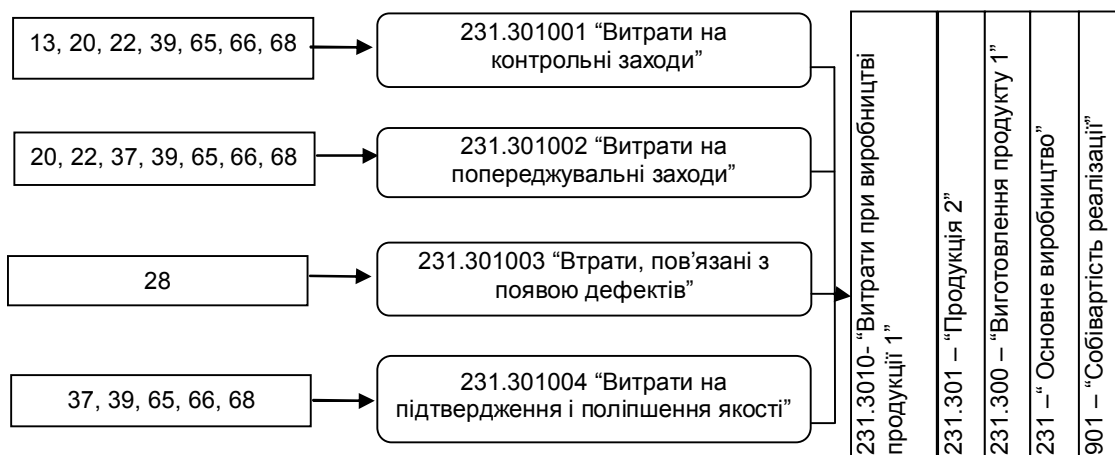 13, 20, 22, 39, 65, 66, 68
231.301001 “Витрати на
контрольні заходи”
20, 22, 37, 39, 65, 66, 68
231.301002 “Витрати на
попереджувальні заходи”
28
231.301003 “Втрати, пов’язані з
появою дефектів”
37, 39, 65, 66, 68
231.301004 “Витрати на
підтвердження і поліпшення якості”
231.3010- “Витрати при виробництві
продукції 1”
231.301 – “Продукція 2”
231.300 – “Виготовлення продукту 1”
231 –“ Основне виробництво”
901 – “Собівартість реалізації”